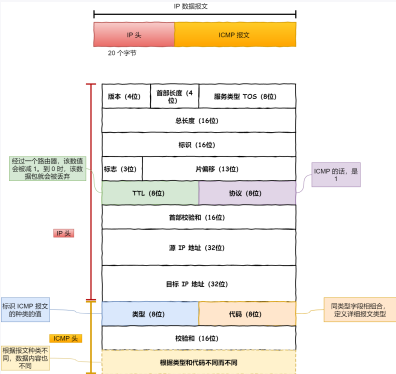 IP 数据报文
IP 头
ICMP 报文
20 个字节
版本（4位）
首部长度（4
位）
服务类型 TOS（8位）
总长度（16位）
标识（16位）
标志（3位）
片偏移（13位）
经过一个路由器，该数值
会被减 1，到 0 时，该数
据包就会被丢弃
TTL（8位）
协议（8位）
ICMP 的话，是
1
首部校验和（16位）
IP 头
源 IP 地址（32位）
目标 IP 地址（32位）
标识 ICMP 报文
的种类的值
类型（8位）
代码（8位）
同类型字段相组合，
定义详细报文类型
ICMP 头
校验和（16位）
根据报文种类不
同，数据内容也
不同
根据类型和代码不同而不同